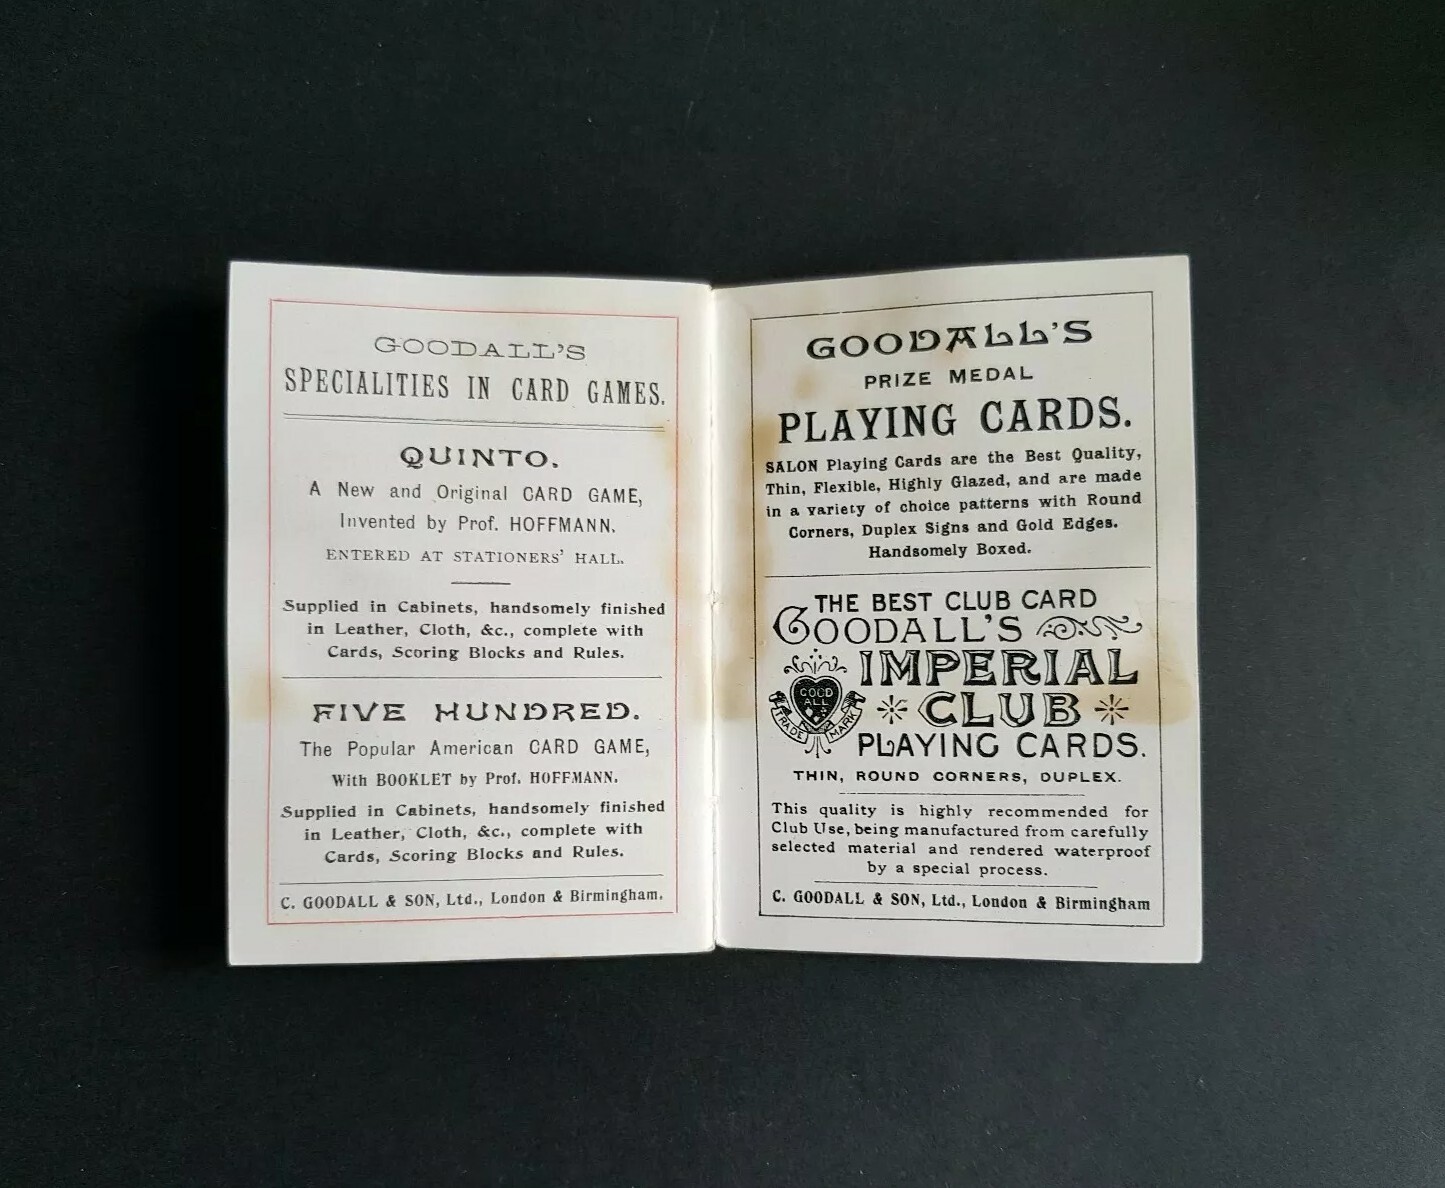 GOODALL'S
SPECIALITIES IN CARD GAMES.
QUINTO.
A New and Original CARD GAME,
Invented by Prof. HOFFMANN.
ENTERED AT STATIONERS' HALL.
Supplied in Cabinets, handsomely finished
in Leather, Cloth, &c., complete with
Cards, Scoring Blocks and Rules.
FIVE HUNDRED.
The Popular American CARD GAME,
With BOOKLET by Prof. HOFFMANN.
Supplied in Cabinets, handsomely finished
in Leather, Cloth, &c., complete with
Cards, Scoring Blocks and Rules.
C. GOODALL & SON, Ltd., London & Birmingham.
GOODALL'S
PRIZE MEDAL
PLAYING CARDS.
SALON Playing Cards are the Best Quality,
Thin, Flexible, Highly Glazed, and are made
in a variety of choice patterns with Round
Corners, Duplex Signs and Gold Edges.
Handsomely Boxed.
THE BEST CLUB CARD
GOODALL'S
IMPERIAL
CLUB
PLAYING CARDS.
GOOD
ALL
TRADE MARK
THIN, ROUND CORNERS, DUPLEX.
This quality is highly recommended for
Club Use, being manufactured from carefully
selected material and rendered waterproof
by a special process.
C. GOODALL & SON, Ltd., London & Birmingham